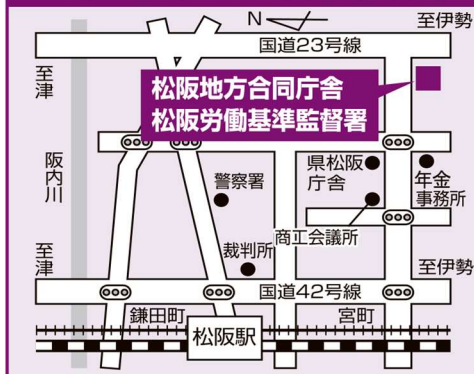 N
至伊勢
国道23号線
至津
松阪地方合同庁舎
松阪労働基準監督署
阪内川
県松阪
庁舎
警察署
年金
事務所
商工会議所
裁判所
至津
至伊勢
国道42号線
鎌田町
宮町
松阪駅